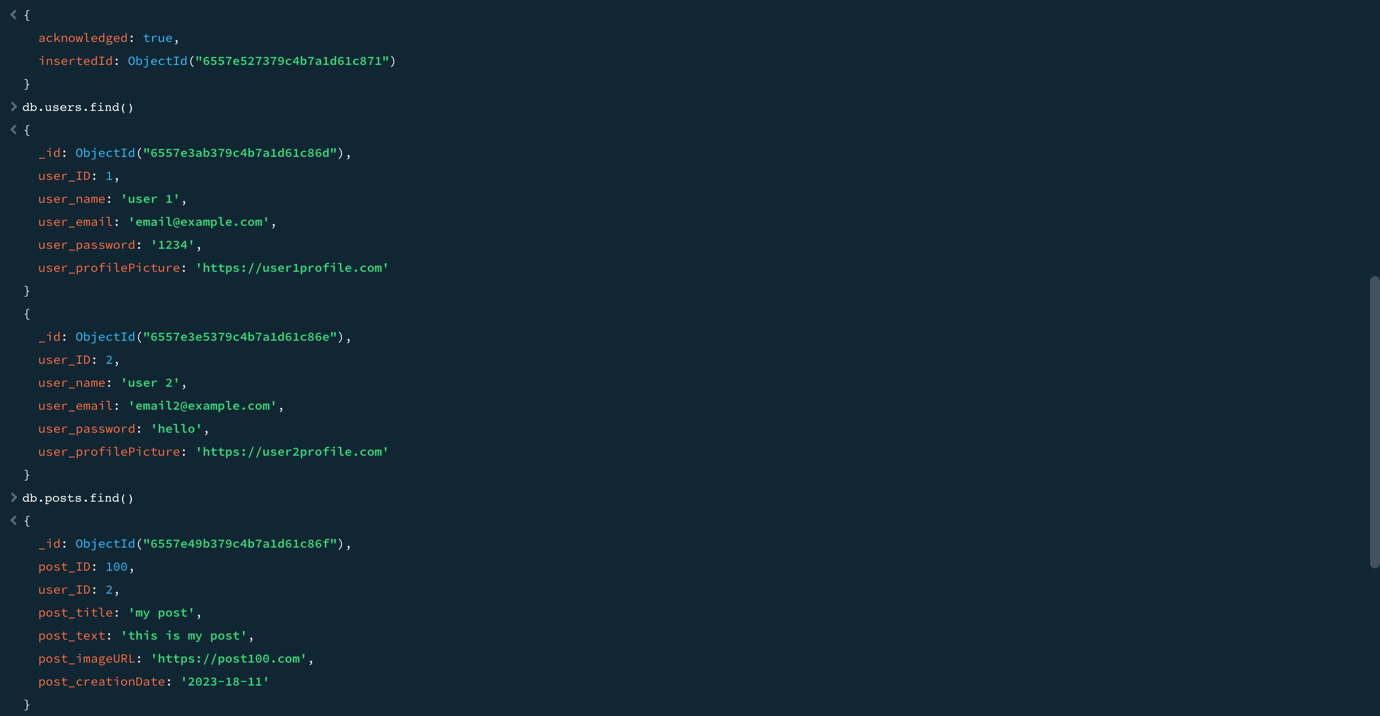 {
acknowledged: true,
insertedId: ObjectId("6557e527379c4b7a1d61c871")
}
db.users.find()
{
_id: ObjectId("6557e3ab379c4b7a1d61c86d"),
user_ID: 1,
user_name: 'user 1',
user_email: 'email@example.com',
user_password: '1234',
user_profilePicture: 'https://user1profile.com'
}
{
_id: ObjectId("6557e3e5379c4b7a1d61c86e"),
user_ID: 2,
user_name: 'user 2',
user_email: 'email2@example.com',
user_password: 'hello',
user_profilePicture: 'https://user2profile.com'
}
db.posts.find()
{
_id: ObjectId("6557e49b379c4b7a1d61c86f"),
post_ID: 100,
user_ID: 2,
post_title: 'my post',
post_text: 'this is my post',
post_imageURL: 'https://post100.com',
post_creationDate: '2023-18-11'
}